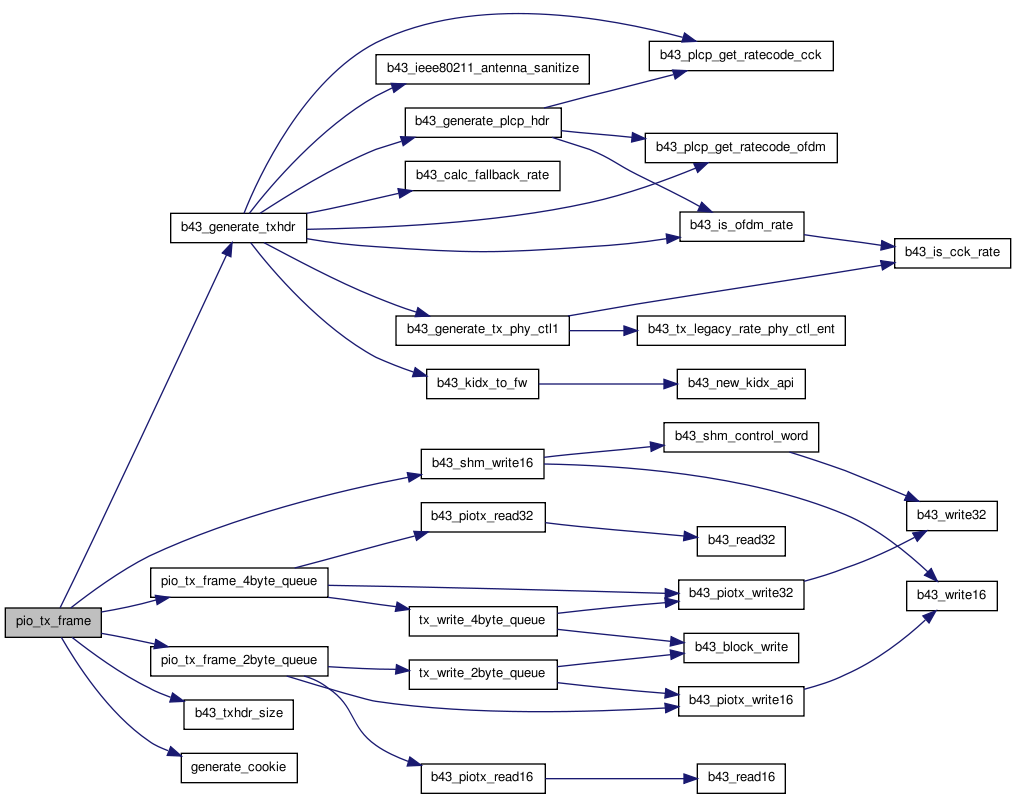 b43_plcp_get_ratecode_cck
b43_ieee80211_antenna_sanitize
b43_generate_plcp_hdr
b43_plcp_get_ratecode_ofdm
b43_calc_fallback_rate
b43_generate_txhdr
b43_is_ofdm_rate
b43_is_cck_rate
b43_generate_tx_phy_ctl1
b43_tx_legacy_rate_phy_ctl_ent
b43_kidx_to_fw
b43_new_kidx_api
b43_shm_control_word
b43_shm_write16
b43_piotx_read32
b43_write32
b43_read32
pio_tx_frame_4byte_queue
b43_piotx_write32
b43_write16
pio_tx_frame
tx_write_4byte_queue
b43_block_write
pio_tx_frame_2byte_queue
tx_write_2byte_queue
b43_piotx_write16
b43_txhdr_size
generate_cookie
b43_piotx_read16
b43_read16